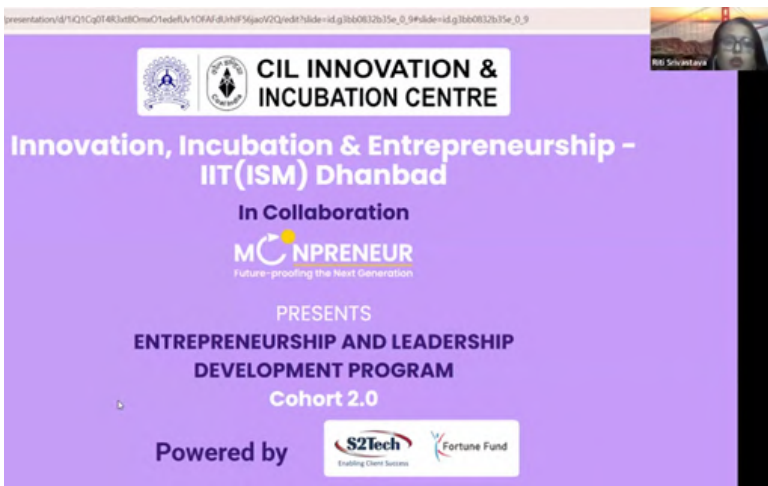 Riti Srivastava
CIL INNOVATION &
INCUBATION CENTRE
Innovation, Incubation & Entrepreneurship -
IIT(ISM) Dhanbad
In Collaboration
MOONPRENEUR
Future-proofing the Next Generation
PRESENTS
ENTREPRENEURSHIP AND LEADERSHIP
DEVELOPMENT PROGRAM
Cohort 2.0
Powered by
S2Tech
Enabling Client Success
Fortune Fund